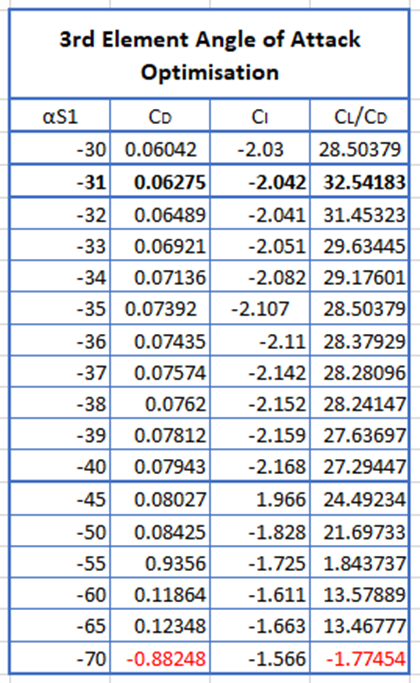 3rd Element Angle of Attack
Optimisation
αS1 CD Cl CL/CD
-30 0.06042 -2.03 28.50379
-31 0.06275 -2.042 32.54183
-32 0.06489 -2.041 31.45323
-33 0.06921 -2.051 29.63445
-34 0.07136 -2.082 29.17601
-35 0.07392 -2.107 28.50379
-36 0.07435 -2.11 28.37929
-37 0.07574 -2.142 28.28096
-38 0.0762 -2.152 28.24147
-39 0.07812 -2.159 27.63697
-40 0.07943 -2.168 27.29447
-45 0.08027 1.966 24.49234
-50 0.08425 -1.828 21.69733
-55 0.9356 -1.725 1.843737
-60 0.11864 -1.611 13.57889
-65 0.12348 -1.663 13.46777
-70 -0.88248 -1.566 -1.77454